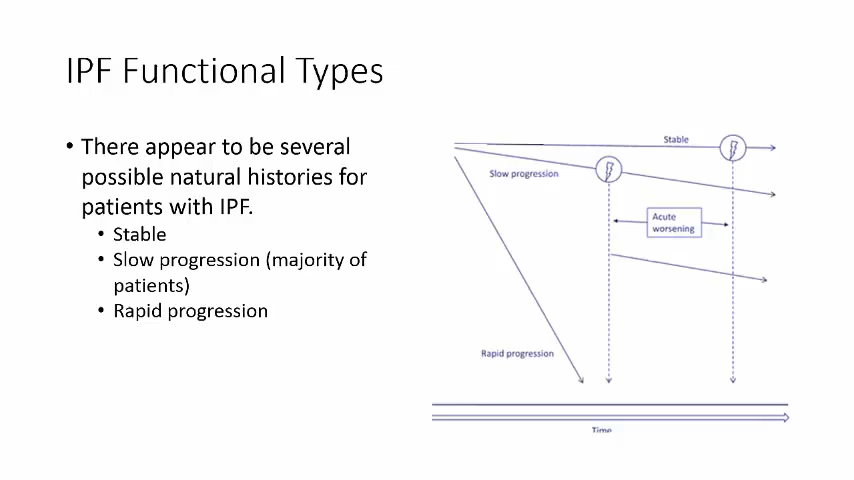 IPF Functional Types
• There appear to be several
possible natural histories for
patients with IPF.
• Stable
• Slow progression (majority of
patients)
• Rapid progression
Stable
Slow progression
Acute
worsening
Rapid progression
Time